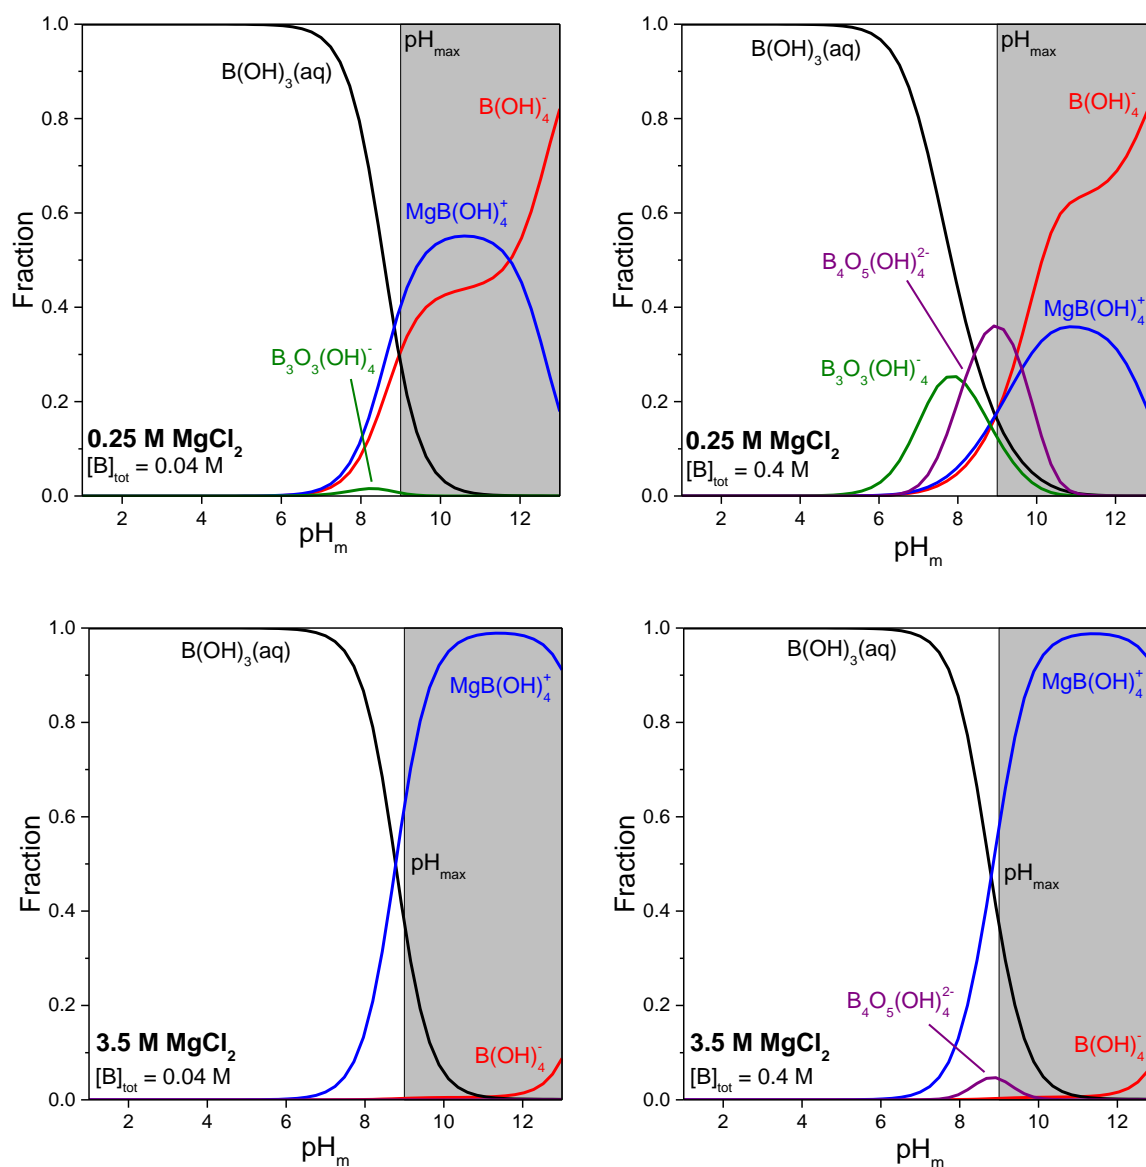 1.0
0.8
0.6
0.4
0.2
0.0
Fraction
B(OH)₃(aq)
pHₘₐₓ
B(OH)₄⁻
MgB(OH)₄⁺
B₃O₃(OH)₄⁻
0.25 M MgCl₂
[B]ₜₒₜ = 0.04 M
2 4 6 8 10 12
pHₘ
1.0
0.8
0.6
0.4
0.2
0.0
Fraction
B(OH)₃(aq)
pHₘₐₓ
B(OH)₄⁻
B₄O₅(OH)₄²⁻
MgB(OH)₄⁺
B₃O₃(OH)₄⁻
0.25 M MgCl₂
[B]ₜₒₜ = 0.4 M
2 4 6 8 10 12
pHₘ
1.0
0.8
0.6
0.4
0.2
0.0
Fraction
B(OH)₃(aq)
MgB(OH)₄⁺
pHₘₐₓ
3.5 M MgCl₂
B(OH)₄⁻
[B]ₜₒₜ = 0.04 M
2 4 6 8 10 12
pHₘ
1.0
0.8
0.6
0.4
0.2
0.0
Fraction
B(OH)₃(aq)
MgB(OH)₄⁺
pHₘₐₓ
B₄O₅(OH)₄²⁻
3.5 M MgCl₂
B(OH)₄⁻
[B]ₜₒₜ = 0.4 M
2 4 6 8 10 12
pHₘ